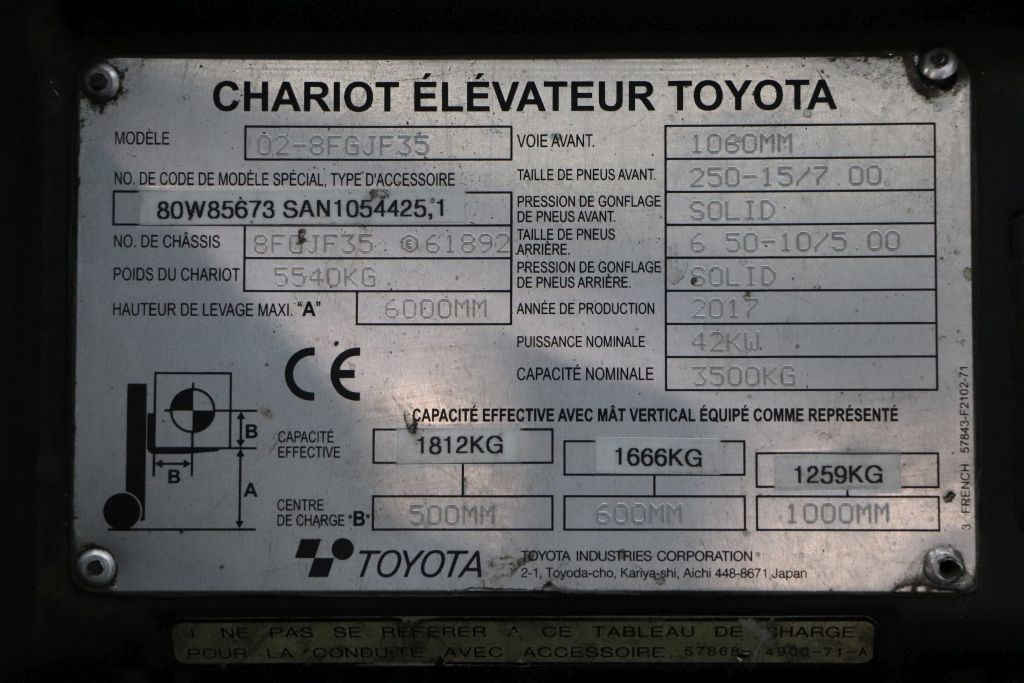 CHARIOT ÉLÉVATEUR TOYOTA
MODÈLE 02-8FGJF35
NO. DE CODE DE MODÈLE SPÉCIAL, TYPE D'ACCESSOIRE
80W85673 SAN1054425,1
NO. DE CHÂSSIS 8FGJF35 ©61892
POIDS DU CHARIOT 5540KG
HAUTEUR DE LEVAGE MAXI. "A" 6000MM
VOIE AVANT. 1060MM
TAILLE DE PNEUS AVANT. 250-15/7.00
PRESSION DE GONFLAGE
DE PNEUS AVANT. SOLID
TAILLE DE PNEUS
ARRIÈRE. 6.50-10/5.00
PRESSION DE GONFLAGE
DE PNEUS ARRIÈRE. SOLID
ANNÉE DE PRODUCTION 2017
PUISSANCE NOMINALE 42KW
CAPACITÉ NOMINALE 3500KG
CE
CAPACITÉ EFFECTIVE AVEC MÂT VERTICAL ÉQUIPÉ COMME REPRÉSENTÉ
B
B
A
CAPACITÉ
EFFECTIVE 1812KG 1666KG 1259KG
CENTRE
DE CHARGE "B" 500MM 600MM 1000MM
TOYOTA
TOYOTA INDUSTRIES CORPORATION
2-1, Toyoda-cho, Kariya-shi, Aichi 448-8671, Japan
3 FRENCH 57843-F2102-71
NE PAS SE REFERER A CE TABLEAU DE CHARGE
POUR LA CONDUITE AVEC ACCESSOIRE. 57868- 4900-71-A